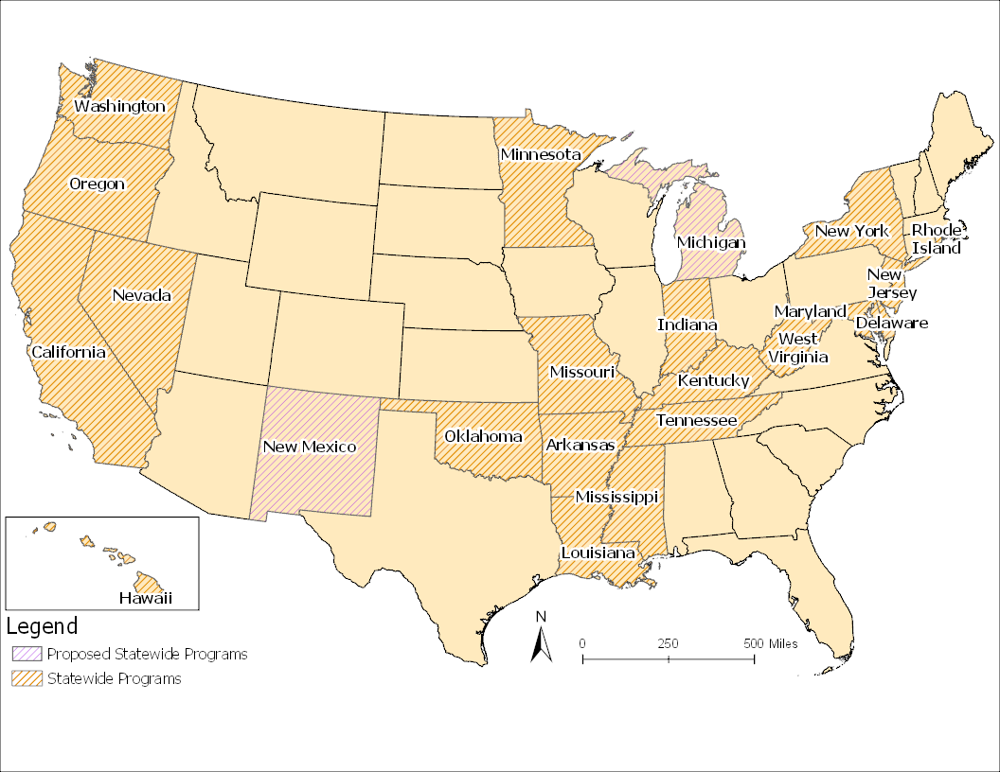 Washington
Minnesota
Oregon
New York
Rhode
Island
Michigan
New
Jersey
Nevada
Maryland
Indiana
Delaware
West
Virginia
California
Missouri
Kentucky
Tennessee
Oklahoma
Arkansas
New Mexico
Mississippi
Louisiana
Hawaii
Legend
Proposed Statewide Programs
Statewide Programs
N
0 250 500 Miles